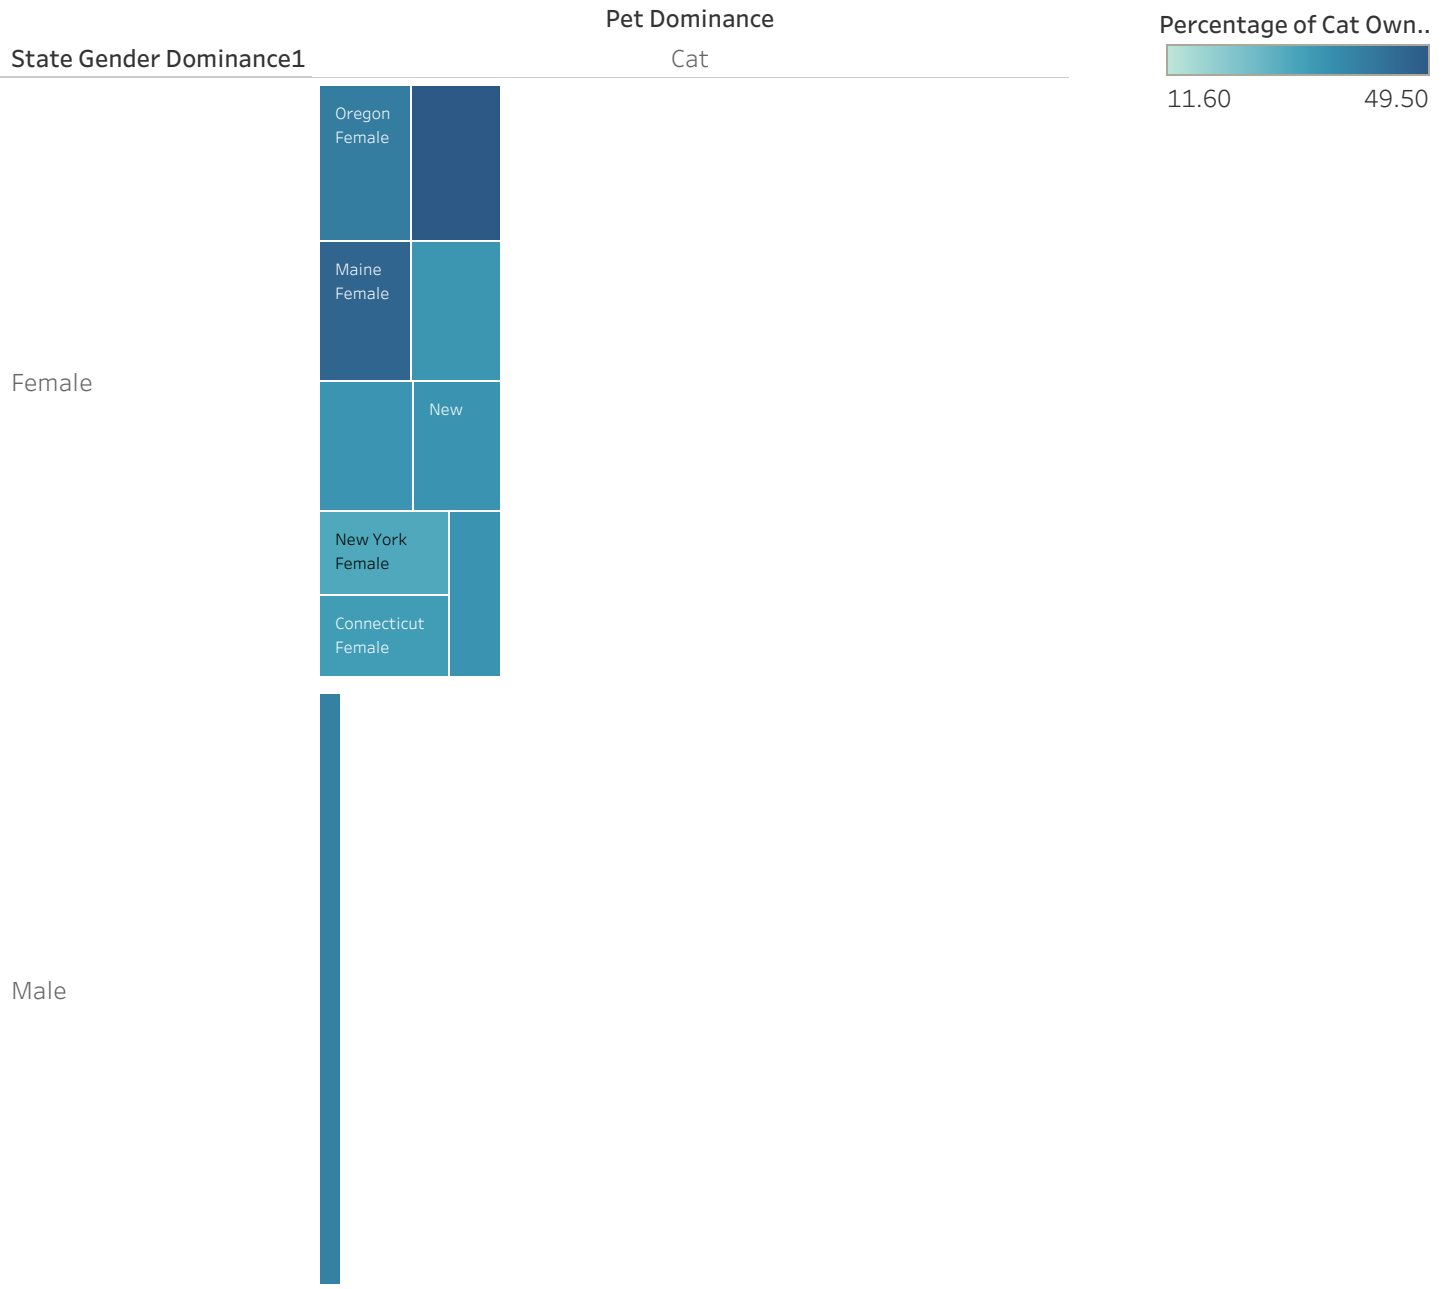 Pet Dominance
State Gender Dominance1
Cat
Percentage of Cat Own..
11.60
49.50
Oregon
Female
Maine
Female
New
New York
Female
Connecticut
Female
Female
Male